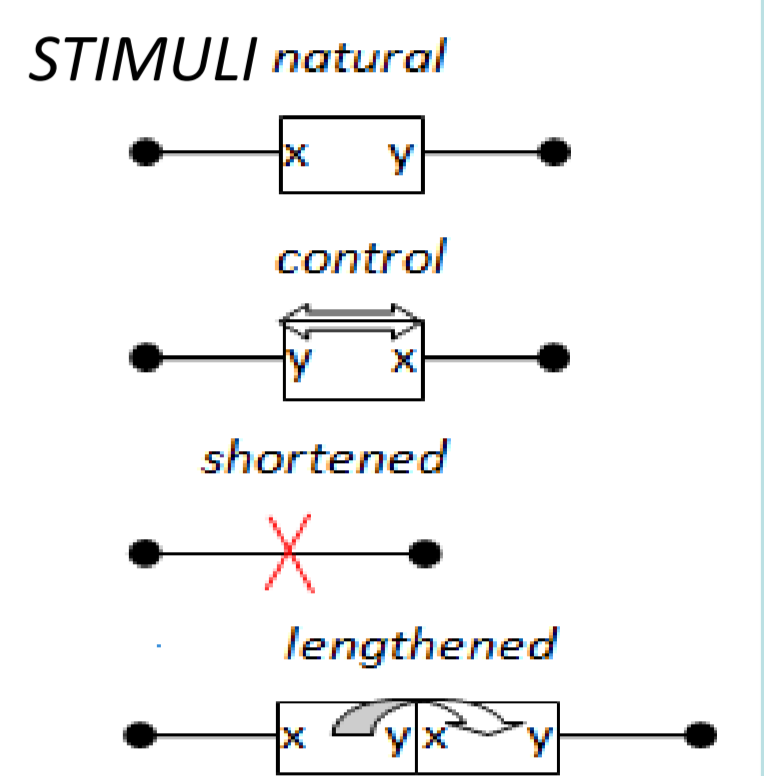 STIMULI natural
x y
control
y x
shortened
lengthened
x y x y